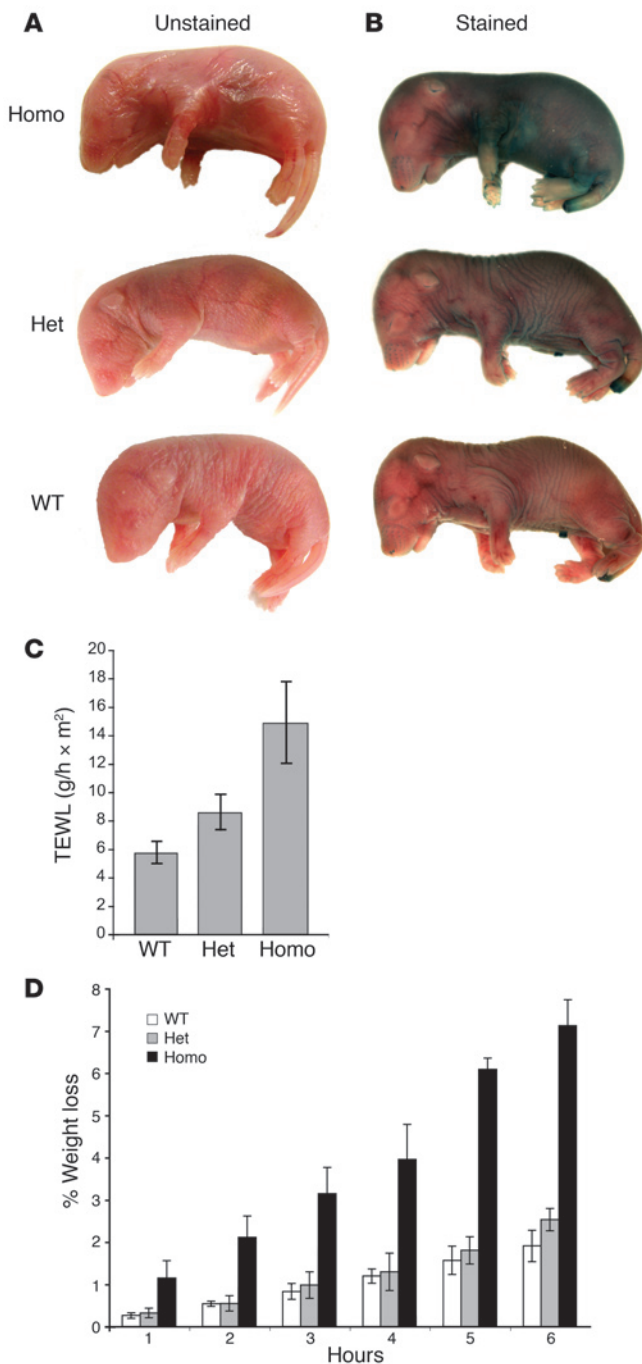 A Unstained B Stained
Homo
Het
WT
C
20
18
16
14
12
10
8
6
4
2
0
TEWL (g/h × m²)
WT Het Homo
D
8
7
6
5
4
3
2
1
0
% Weight loss
WT
Het
Homo
1 2 3 4 5 6
Hours